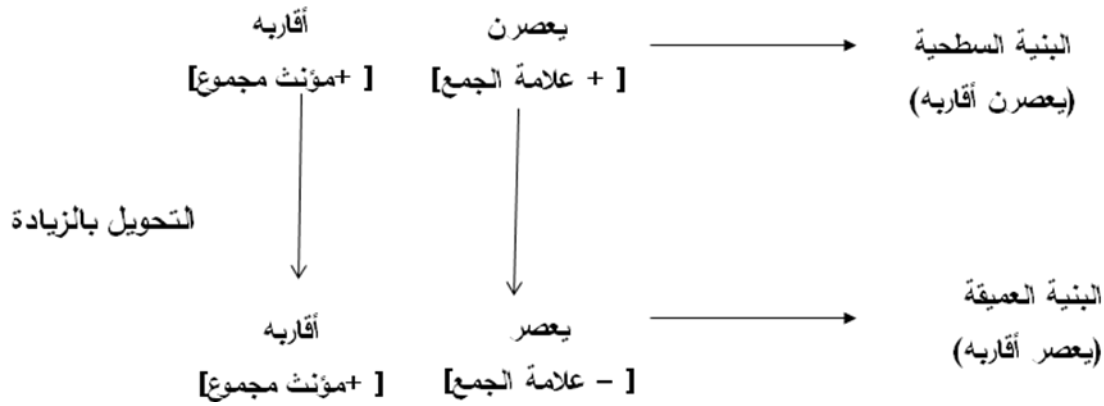 البنية السطحية يعصرن أقاربه
(يعصرن أقاربه) [ + علامة الجمع] [ +مؤنث مجموع]
التحويل بالزيادة
البنية العميقة يعصر أقاربه
(يعصر أقاربه) [ – علامة الجمع] [ +مؤنث مجموع]